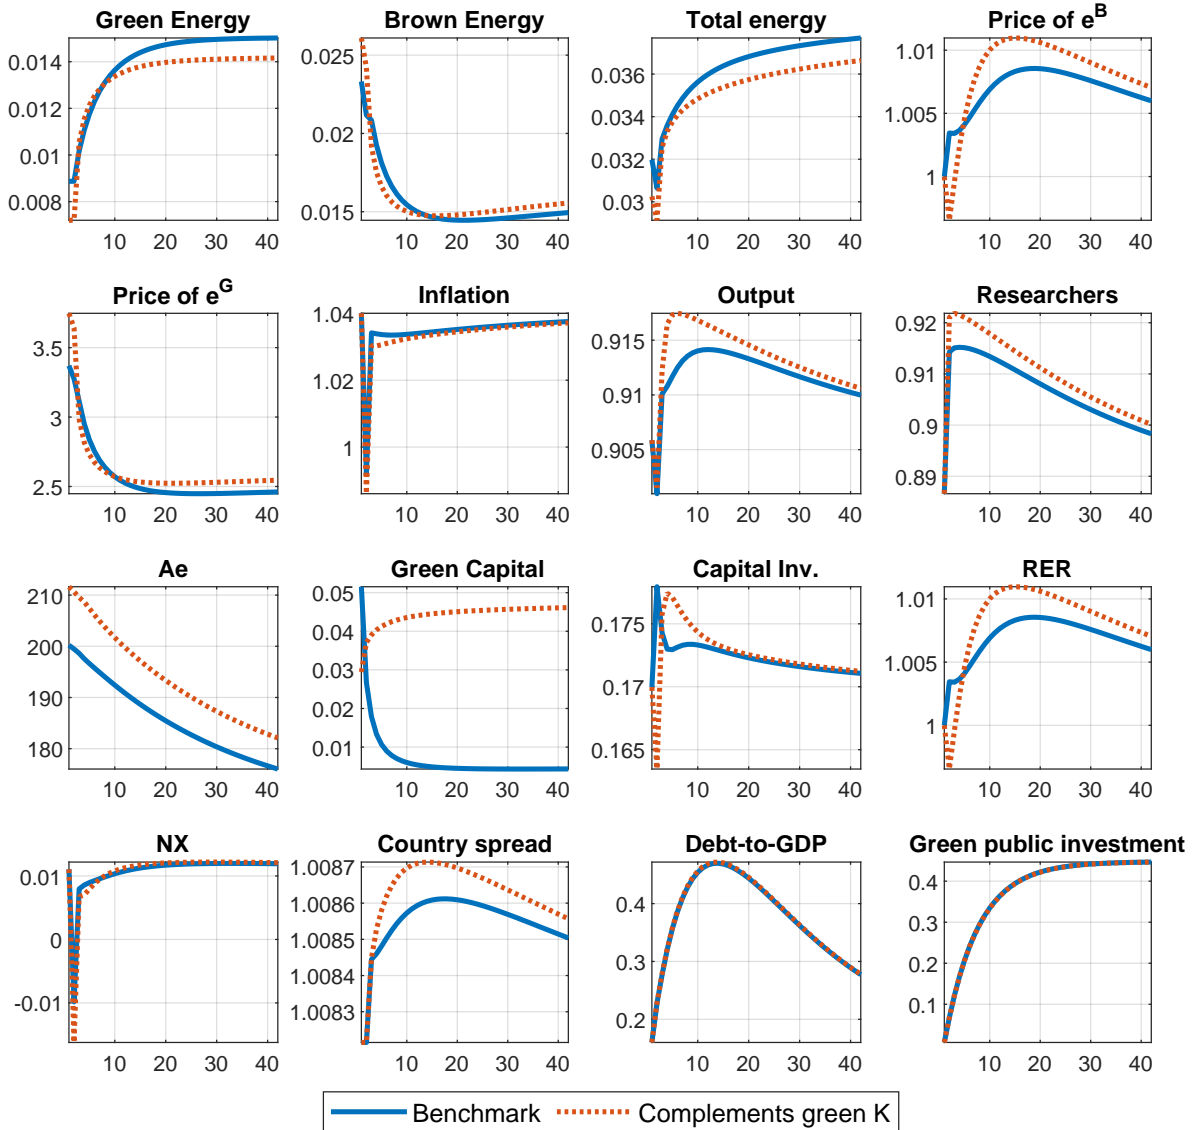 Green Energy Brown Energy Total energy Price of e^B
0.014 0.012 0.01 0.008
0.025 0.02 0.015
0.036 0.034 0.032 0.03
1.01 1.005 1
10 20 30 40 10 20 30 40 10 20 30 40 10 20 30 40
Price of e^G Inflation Output Researchers
3.5 3 2.5
1.04 1.02 1
0.915 0.91 0.905
0.92 0.91 0.9 0.89
10 20 30 40 10 20 30 40 10 20 30 40 10 20 30 40
Ae Green Capital Capital Inv. RER
210 200 190 180
0.05 0.04 0.03 0.02 0.01
0.175 0.17 0.165
1.01 1.005 1
10 20 30 40 10 20 30 40 10 20 30 40 10 20 30 40
NX Country spread Debt-to-GDP Green public investment
0.01 0 -0.01
1.0087 1.0086 1.0085 1.0084 1.0083
0.4 0.3 0.2
0.4 0.3 0.2 0.1
10 20 30 40 10 20 30 40 10 20 30 40 10 20 30 40
Benchmark Complements green K